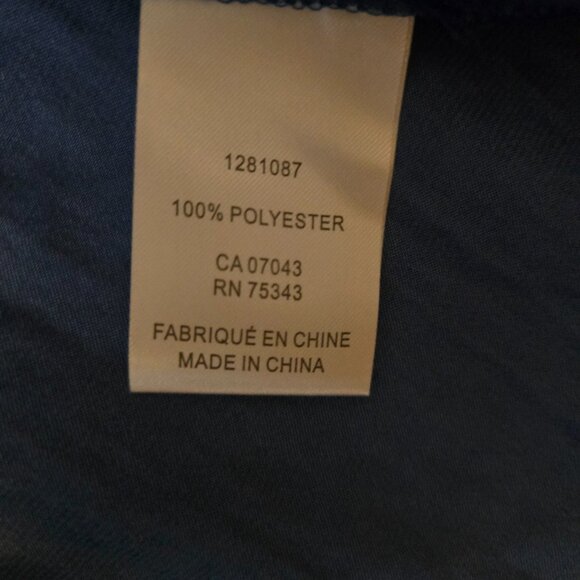 1281087
100% POLYESTER
CA 07043
RN 75343
FABRIQUÉ EN CHINE
MADE IN CHINA